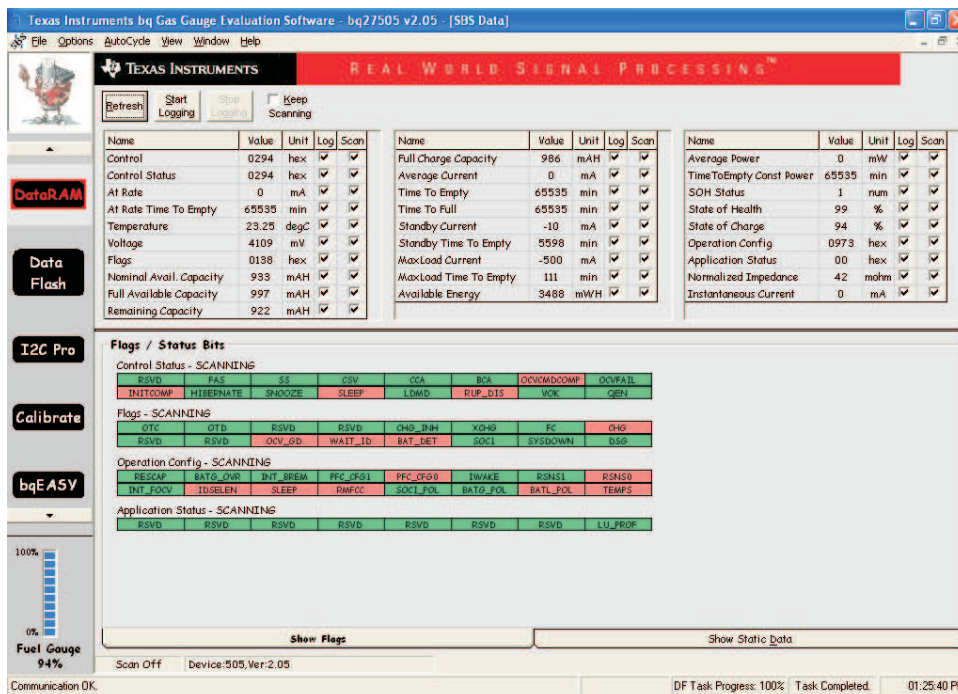 Texas Instruments bq Gas Gauge Evaluation Software - bq27505 v2.05 - [SBS Data]
File Options AutoCycle View Window Help
TEXAS INSTRUMENTS REAL WORLD SIGNAL PROCESSING™
Refresh Start Logging Stop Logging Keep Scanning
Name Value Unit Log Scan
Control 0294 hex
Control Status 0294 hex
At Rate 0 mA
At Rate Time To Empty 65535 min
Temperature 23.25 degC
Voltage 4109 mV
Flags 0138 hex
Nominal Avail. Capacity 933 mAH
Full Available Capacity 997 mAH
Remaining Capacity 922 mAH
Name Value Unit Log Scan
Full Charge Capacity 986 mAH
Average Current 0 mA
Time To Empty 65535 min
Time To Full 65535 min
Standby Current -10 mA
Standby Time To Empty 5598 min
MaxLoad Current -500 mA
MaxLoad Time To Empty 111 min
Available Energy 3488 mWH
Name Value Unit Log Scan
Average Power 0 mW
TimeToEmpty Const Power 65535 min
SOH Status 1 num
State of Health 99 %
State of Charge 94 %
Operation Config 0973 hex
Application Status 00 hex
Normalized Impedance 42 mohm
Instantaneous Current 0 mA
DataRAM
Data Flash
I2C Pro
Calibrate
bqEASY
100%
0%
Fuel Gauge
94%
Flags / Status Bits
Control Status - SCANNING
RSVD FAS SS CSV CCA BCA OCVCMDCOMP OCVFAIL
INITCOMP HIBERNATE SNOOZE SLEEP LDMD RUP_DIS VOK QEN
Flags - SCANNING
OTC OTD RSVD RSVD CHG_INH XCHG FC CHG
RSVD RSVD OCV_GD WAIT_ID BAT_DET SOC1 SYSDOWN DSG
Operation Config - SCANNING
RESCAP BATG_OVR INT_BREM PFC_CFG1 PFC_CFG0 IWAKE RSNS1 RSNS0
INT_FOCV IDSELEN SLEEP RMFCC SOCI_POL BATG_POL BATL_POL TEMPS
Application Status - SCANNING
RSVD RSVD RSVD RSVD RSVD RSVD RSVD LU_PROF
Show Flags Show Static Data
Scan Off Device:505,Ver:2.05
Communication OK. DF Task Progress: 100% Task Completed. 01:25:40 P